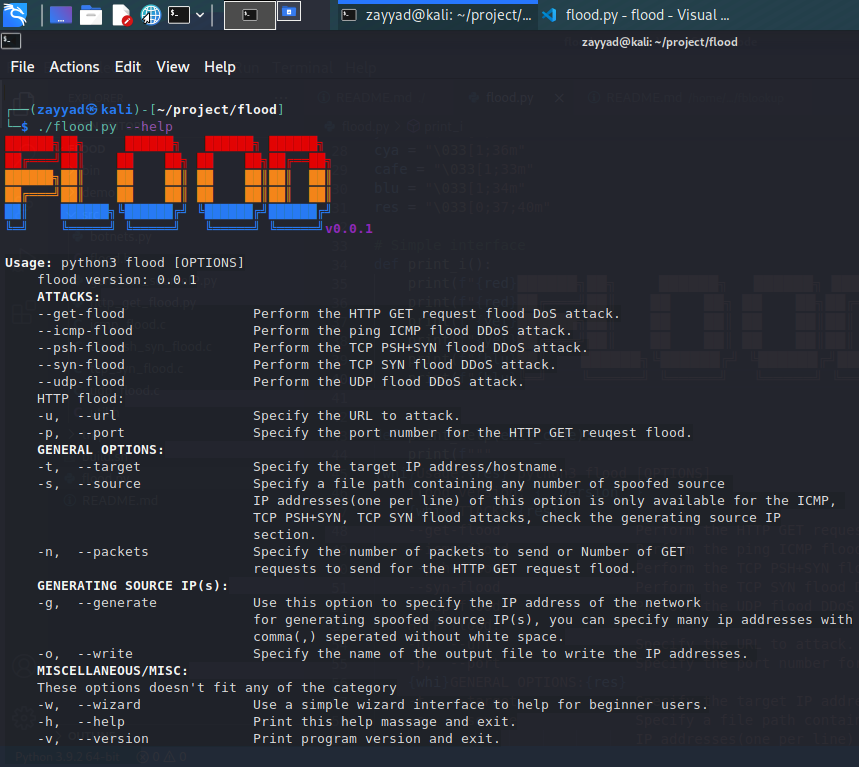 zayyad@kali: ~/project/...
flood.py - flood - Visual ...
zayyad@kali: ~/project/flood
File Actions Edit View Help
┌──(zayyad㉿kali)-[~/project/flood]
└─$ ./flood.py --help
FLOOD
v0.0.1
Usage: python3 flood [OPTIONS]
flood version: 0.0.1
ATTACKS:
--get-flood Perform the HTTP GET request flood DoS attack.
--icmp-flood Perform the ping ICMP flood DDoS attack.
--psh-flood Perform the TCP PSH+SYN flood DDoS attack.
--syn-flood Perform the TCP SYN flood DDoS attack.
--udp-flood Perform the UDP flood DDoS attack.
HTTP flood:
-u, --url Specify the URL to attack.
-p, --port Specify the port number for the HTTP GET reuqest flood.
GENERAL OPTIONS:
-t, --target Specify the target IP address/hostname.
-s, --source Specify a file path containing any number of spoofed source
IP addresses(one per line) of this option is only available for the ICMP,
TCP PSH+SYN, TCP SYN flood attacks, check the generating source IP
section.
-n, --packets Specify the number of packets to send or Number of GET
requests to send for the HTTP GET request flood.
GENERATING SOURCE IP(s):
-g, --generate Use this option to specify the IP address of the network
for generating spoofed source IP(s), you can specify many ip addresses with
comma(,) seperated without white space.
-o, --write Specify the name of the output file to write the IP addresses.
MISCELLANEOUS/MISC:
These options doesn't fit any of the category
-w, --wizard Use a simple wizard interface to help for beginner users.
-h, --help Print this help massage and exit.
-v, --version Print program version and exit.